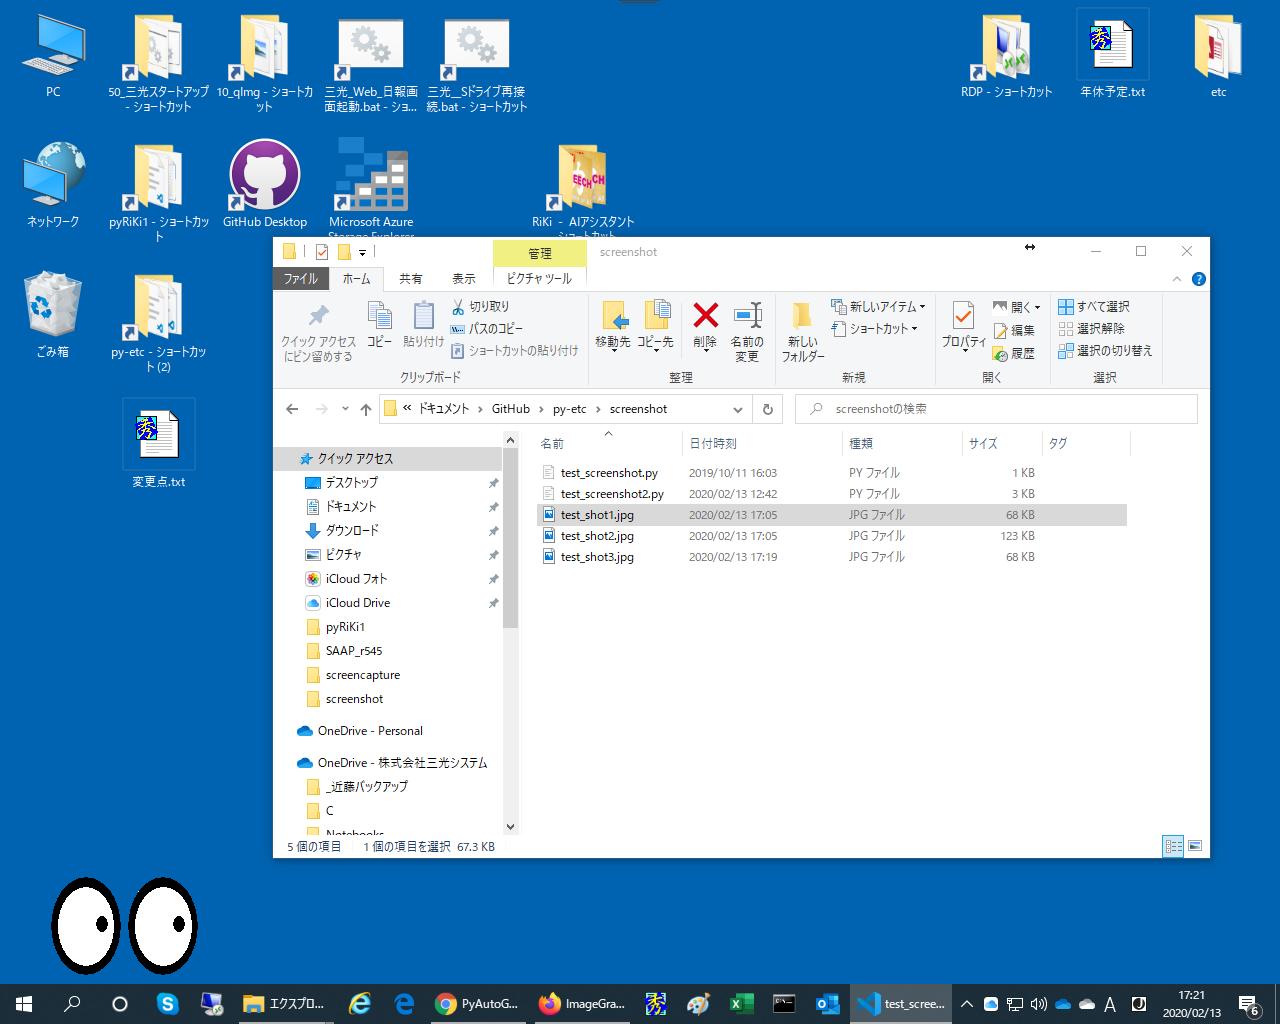 PC
50_三光スタートアップ
- ショートカット
10_qImg - ショートカ
ット
三光_Web_日報画
面起動.bat - ショ...
三光__Sドライブ再接
続.bat - ショートカット
RDP - ショートカット
年休予定.txt
etc
ネットワーク
pyRiKi1 - ショートカッ
ト
GitHub Desktop
Microsoft Azure
Storage Explorer
RiKi - AIアシスタント
ショートカット
ごみ箱
py-etc - ショートカッ
ト (2)
変更点.txt
管理
screenshot
ファイル
ホーム
共有
表示
ピクチャ ツール
クイック アクセス
にピン留めする
コピー
貼り付け
切り取り
パスのコピー
ショートカットの貼り付け
クリップボード
移動先
コピー先
削除
名前の
変更
整理
新しい
フォルダー
新しいアイテム
ショートカット
新規
プロパティ
開く
編集
履歴
開く
すべて選択
選択解除
選択の切り替え
選択
« ドキュメント › GitHub › py-etc › screenshot
screenshotの検索
名前 日付時刻 種類 サイズ タグ
test_screenshot.py 2019/10/11 16:03 PY ファイル 1 KB
test_screenshot2.py 2020/02/13 12:42 PY ファイル 3 KB
test_shot1.jpg 2020/02/13 17:05 JPG ファイル 68 KB
test_shot2.jpg 2020/02/13 17:05 JPG ファイル 123 KB
test_shot3.jpg 2020/02/13 17:19 JPG ファイル 68 KB
クイック アクセス
デスクトップ
ドキュメント
ダウンロード
ピクチャ
iCloud フォト
iCloud Drive
pyRiKi1
SAAP_r545
screencapture
screenshot
OneDrive - Personal
OneDrive - 株式会社三光システム
_近藤バックアップ
C
Notebooks
5 個の項目 1 個の項目を選択 67.3 KB
エクスプロ...
PyAutoG...
ImageGra...
test_scree...
A
17:21
2020/02/13
6